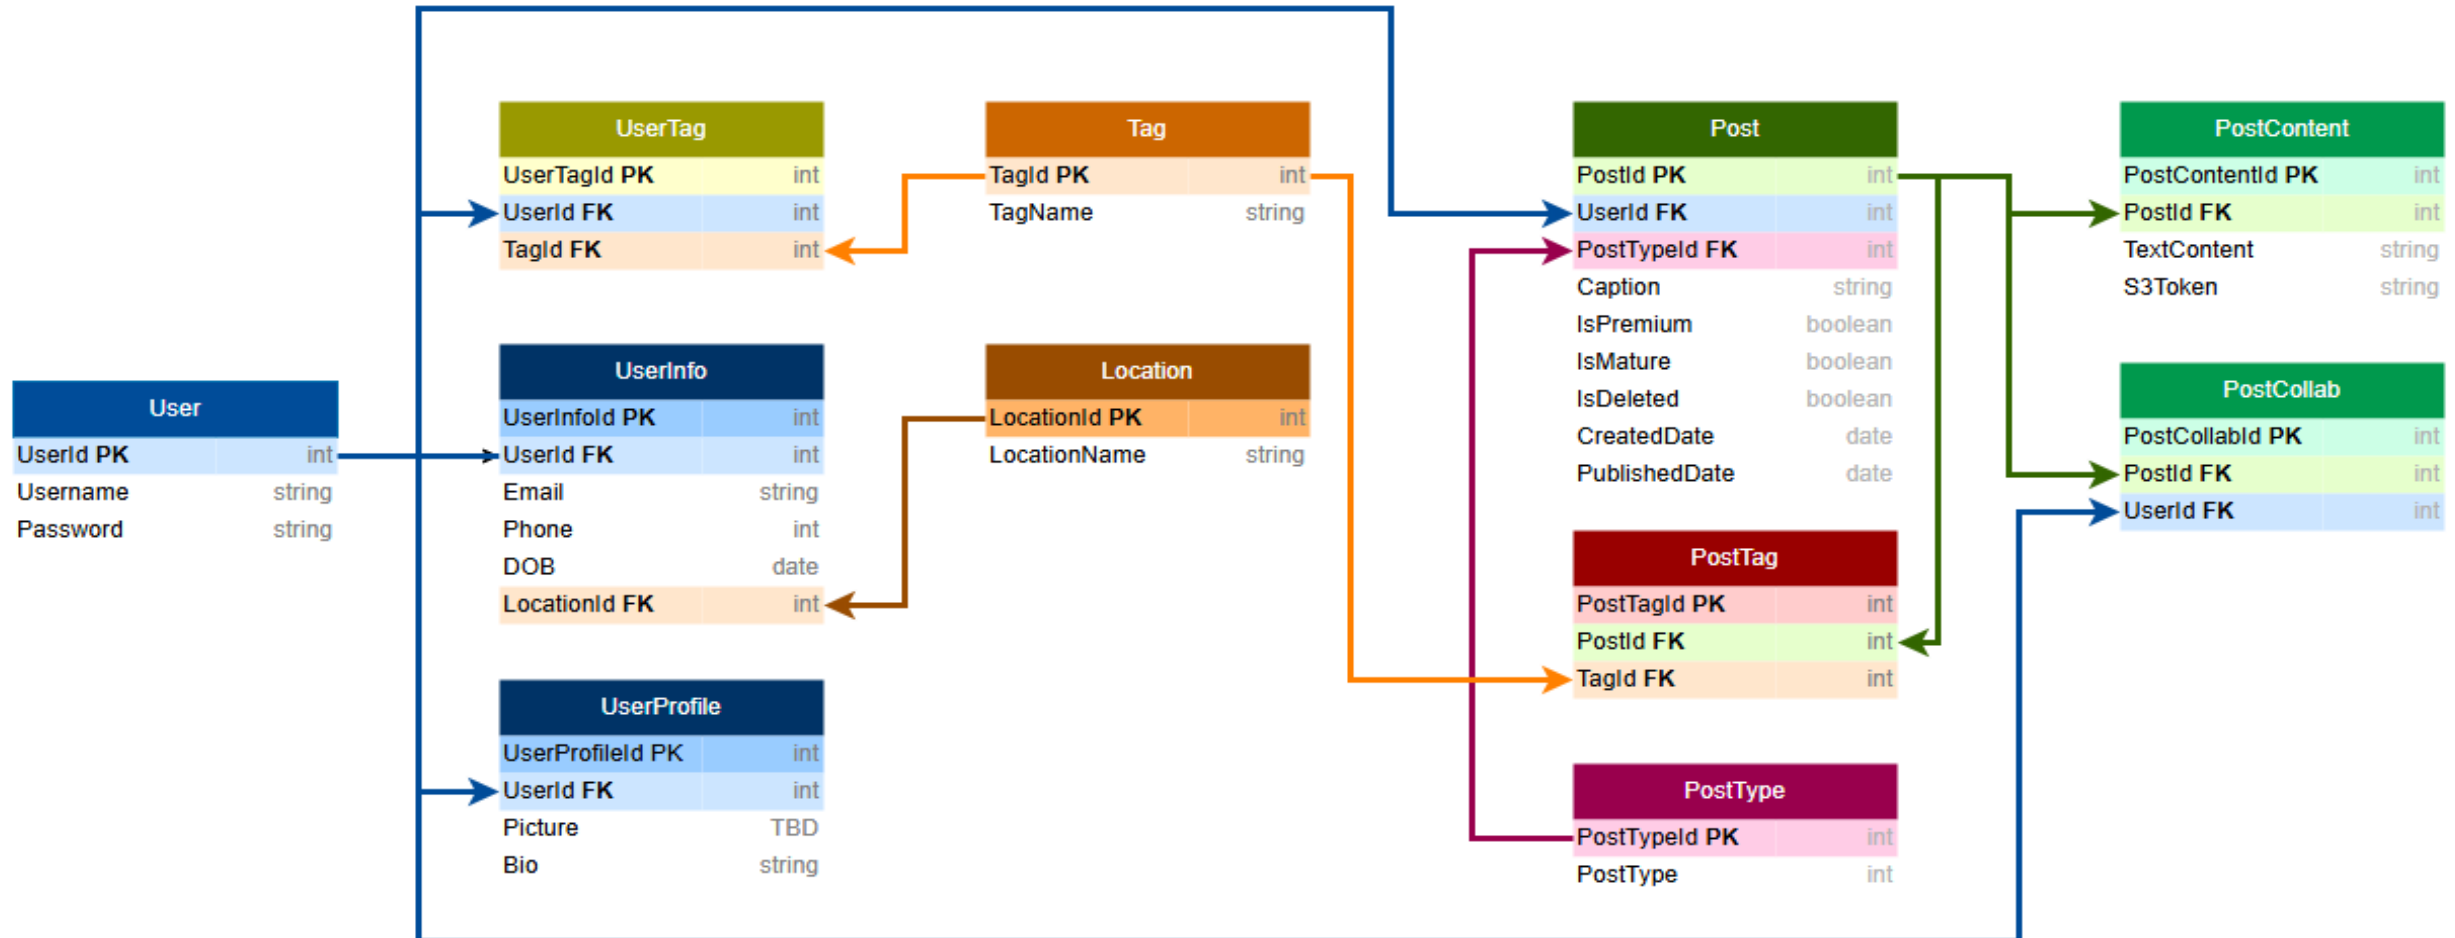 User
UserId PK int
Username string
Password string
UserTag
UserTagId PK int
UserId FK int
TagId FK int
UserInfo
UserInfoId PK int
UserId FK int
Email string
Phone int
DOB date
LocationId FK int
UserProfile
UserProfileId PK int
UserId FK int
Picture TBD
Bio string
Tag
TagId PK int
TagName string
Location
LocationId PK int
LocationName string
Post
PostId PK int
UserId FK int
PostTypeId FK int
Caption string
IsPremium boolean
IsMature boolean
IsDeleted boolean
CreatedDate date
PublishedDate date
PostTag
PostTagId PK int
PostId FK int
TagId FK int
PostType
PostTypeId PK int
PostType int
PostContent
PostContentId PK int
PostId FK int
TextContent string
S3Token string
PostCollab
PostCollabId PK int
PostId FK int
UserId FK int